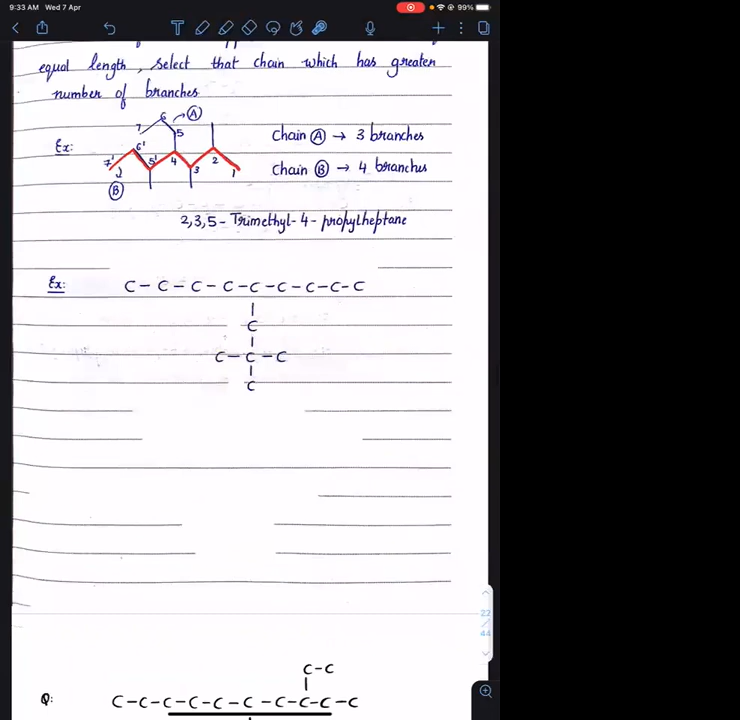 9:33 AM Wed 7 Apr 99%
equal length, select that chain which has greater
number of branches
6 → A
7 5
Ex: Chain A → 3 branches
7' 6' 5' 4 3 2 1
B Chain B → 4 branches
2,3,5- Trimethyl- 4- propylheptane
Ex: C - C - C - C - C - C - C - C - C
C
C - C - C
C
22
/
44
C - C
Q: C - C - C - C - C - C - C - C - C - C